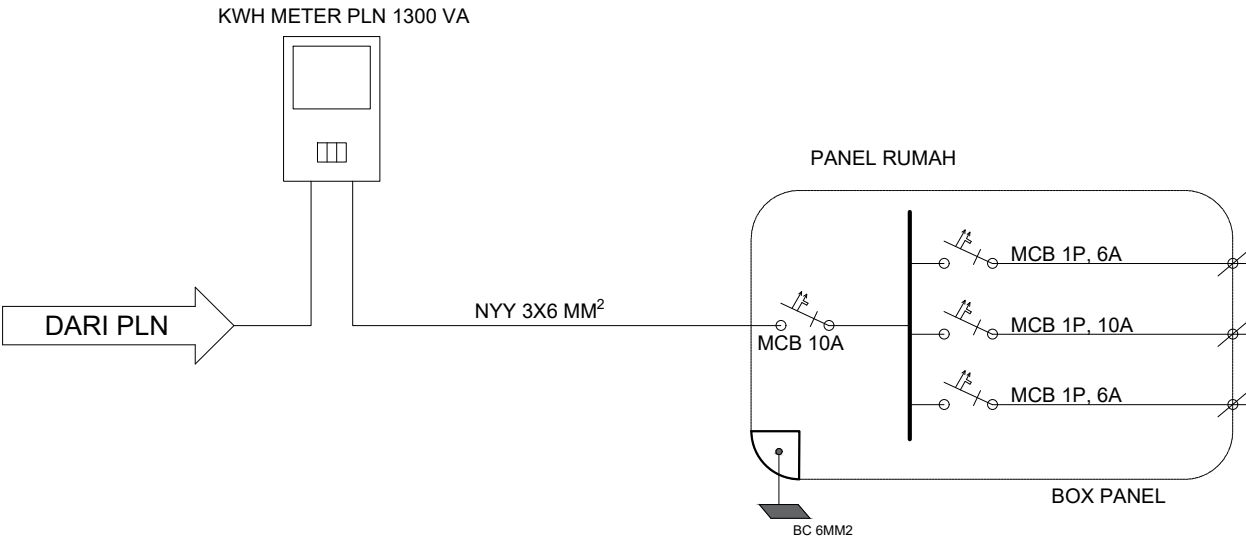 KWH METER PLN 1300 VA
PANEL RUMAH
MCB 1P, 6A
NYY 3X6 MM²
DARI PLN
MCB 10A
MCB 1P, 10A
MCB 1P, 6A
BOX PANEL
BC 6MM2